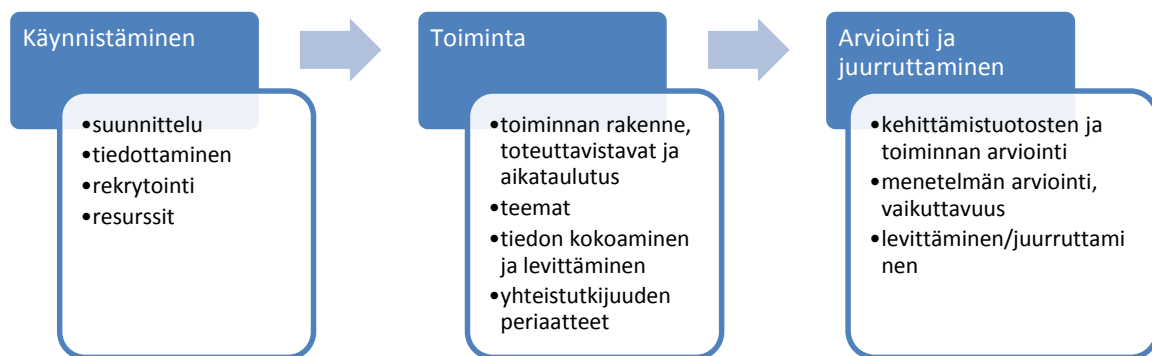 Käynnistäminen
•suunnittelu
•tiedottaminen
•rekrytointi
•resurssit
Toiminta
•toiminnan rakenne,
toteuttavistavat ja
aikataulutus
•teemat
•tiedon kokoaminen
ja levittäminen
•yhteistutkijuuden
periaatteet
Arviointi ja
juurruttaminen
•kehittämistuotosten ja
toiminnan arviointi
•menetelmän arviointi,
vaikuttavuus
•levittäminen/juurruttami
nen